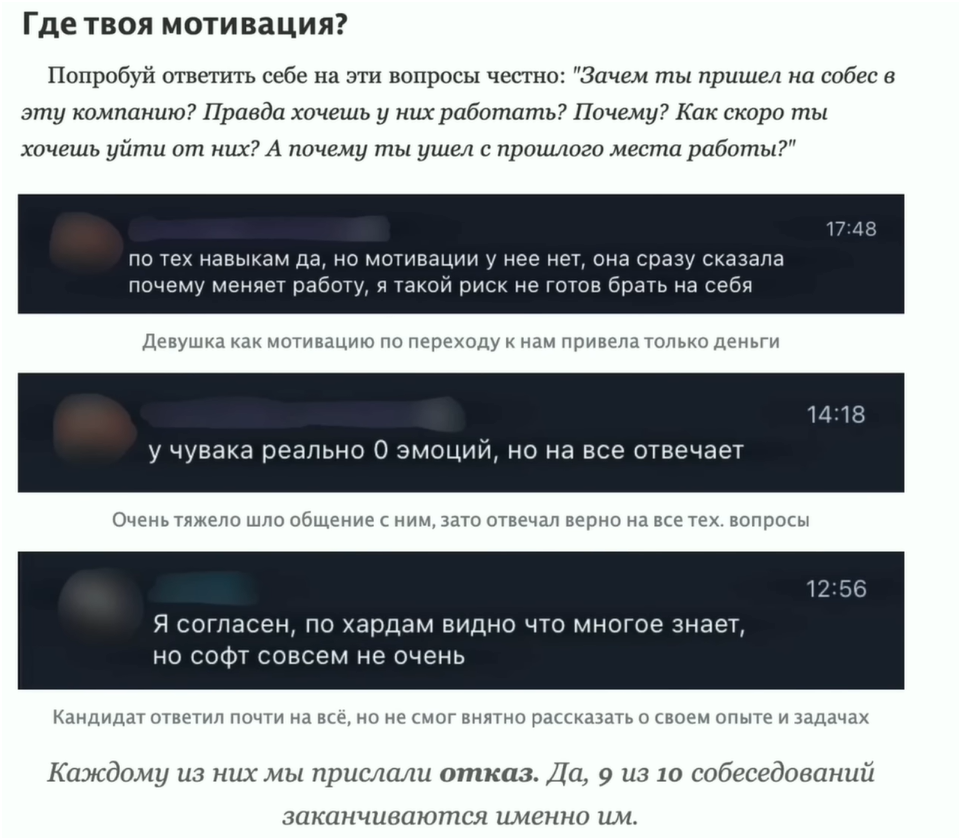 Где твоя мотивация?
Попробуй ответить себе на эти вопросы честно: "Зачем ты пришел на собес в
эту компанию? Правда хочешь у них работать? Почему? Как скоро ты
хочешь уйти от них? А почему ты ушел с прошлого места работы?"
17:48
по тех навыкам да, но мотивации у нее нет, она сразу сказала
почему меняет работу, я такой риск не готов брать на себя
Девушка как мотивацию по переходу к нам привела только деньги
14:18
у чувака реально 0 эмоций, но на все отвечает
Очень тяжело шло общение с ним, зато отвечал верно на все тех. вопросы
12:56
Я согласен, по хардам видно что многое знает,
но софт совсем не очень
Кандидат ответил почти на всё, но не смог внятно рассказать о своем опыте и задачах
Каждому из них мы прислали отказ. Да, 9 из 10 собеседований
заканчиваются именно им.